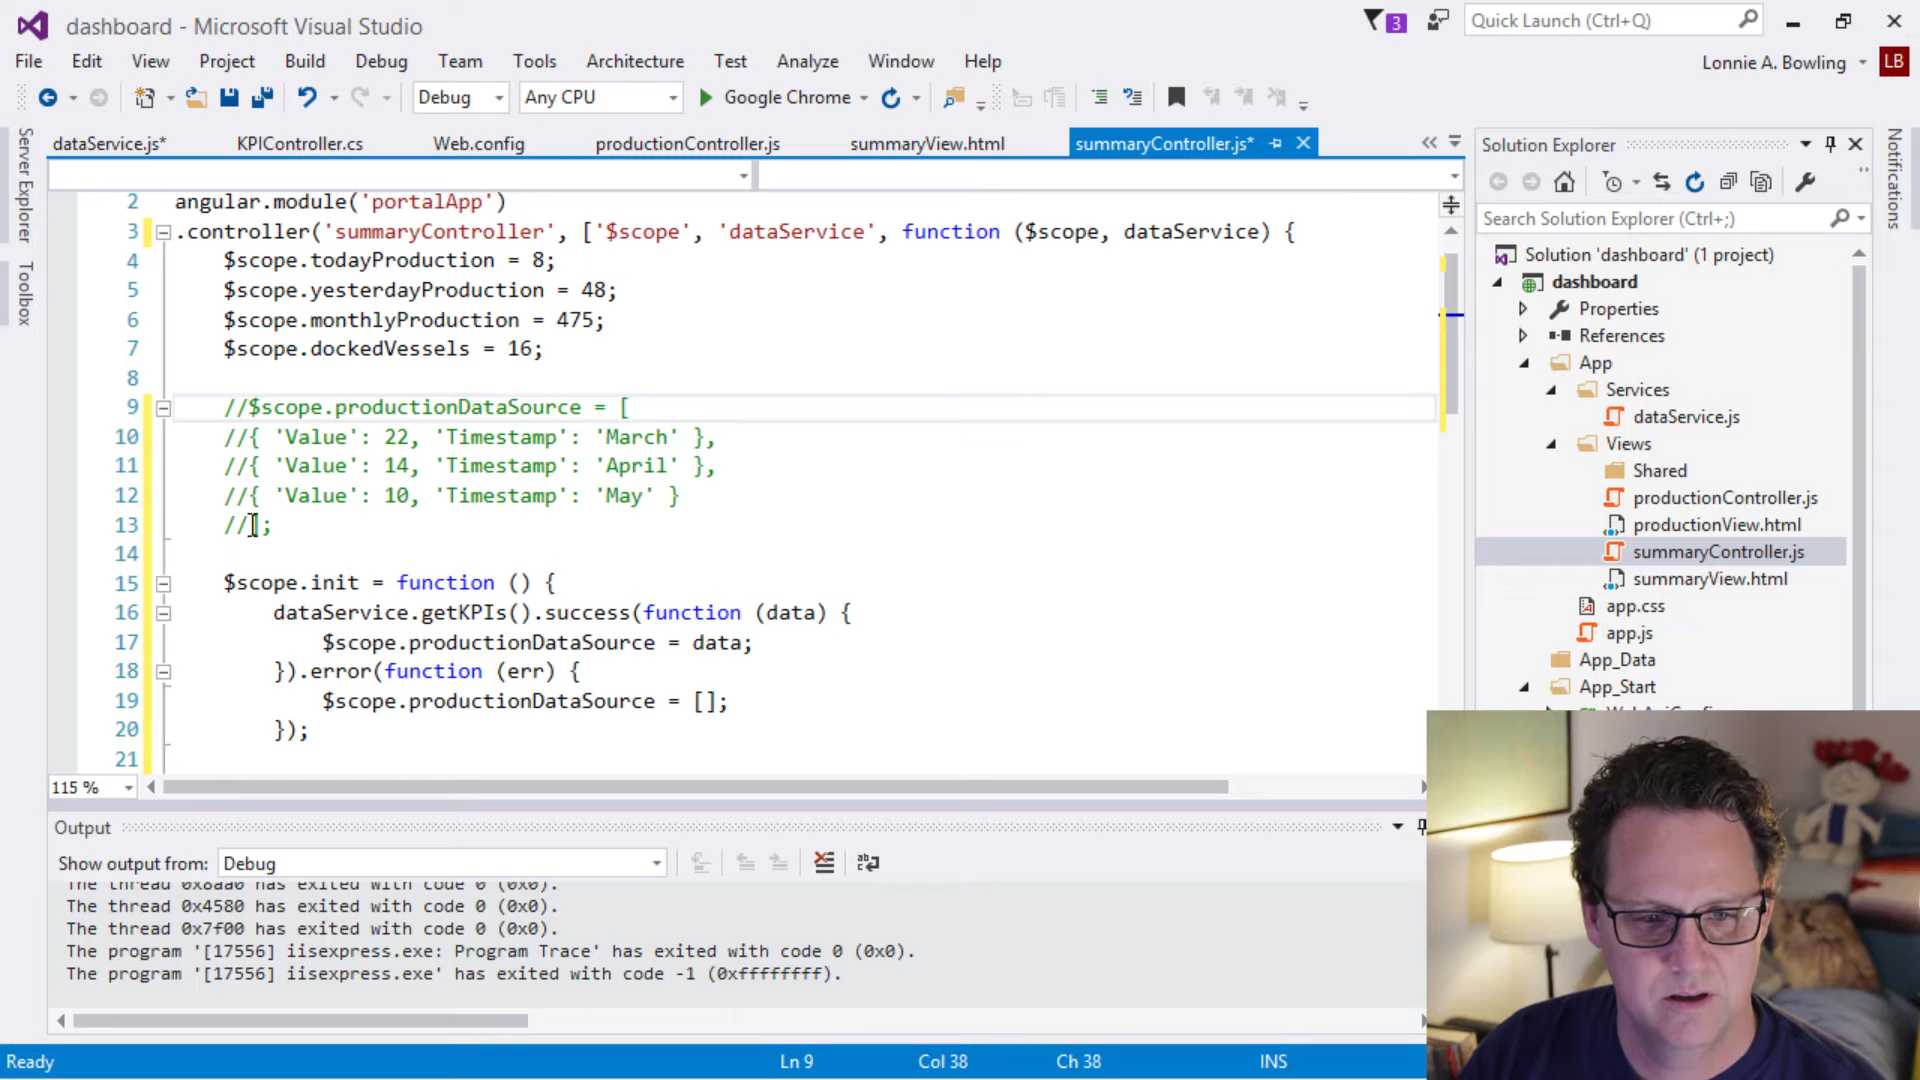 dashboard - Microsoft Visual Studio
3
Quick Launch (Ctrl+Q)
File Edit View Project Build Debug Team Tools Architecture Test Analyze Window Help
Lonnie A. Bowling LB
Debug Any CPU Google Chrome
Server Explorer
Toolbox
dataService.js* KPIController.cs Web.config productionController.js summaryView.html summaryController.js*
2 angular.module('portalApp')
3 .controller('summaryController', ['$scope', 'dataService', function ($scope, dataService) {
4 $scope.todayProduction = 8;
5 $scope.yesterdayProduction = 48;
6 $scope.monthlyProduction = 475;
7 $scope.dockedVessels = 16;
8
9 //$scope.productionDataSource = [
10 //{ 'Value': 22, 'Timestamp': 'March' },
11 //{ 'Value': 14, 'Timestamp': 'April' },
12 //{ 'Value': 10, 'Timestamp': 'May' }
13 //];
14
15 $scope.init = function () {
16 dataService.getKPIs().success(function (data) {
17 $scope.productionDataSource = data;
18 }).error(function (err) {
19 $scope.productionDataSource = [];
20 });
21
115 %
Solution Explorer
Search Solution Explorer (Ctrl+;)
Solution 'dashboard' (1 project)
dashboard
Properties
References
App
Services
dataService.js
Views
Shared
productionController.js
productionView.html
summaryController.js
summaryView.html
app.css
app.js
App_Data
App_Start
Notifications
Output
Show output from: Debug
The thread 0x8aa0 has exited with code 0 (0x0).
The thread 0x4580 has exited with code 0 (0x0).
The thread 0x7f00 has exited with code 0 (0x0).
The program '[17556] iisexpress.exe: Program Trace' has exited with code 0 (0x0).
The program '[17556] iisexpress.exe' has exited with code -1 (0xffffffff).
Ready Ln 9 Col 38 Ch 38 INS